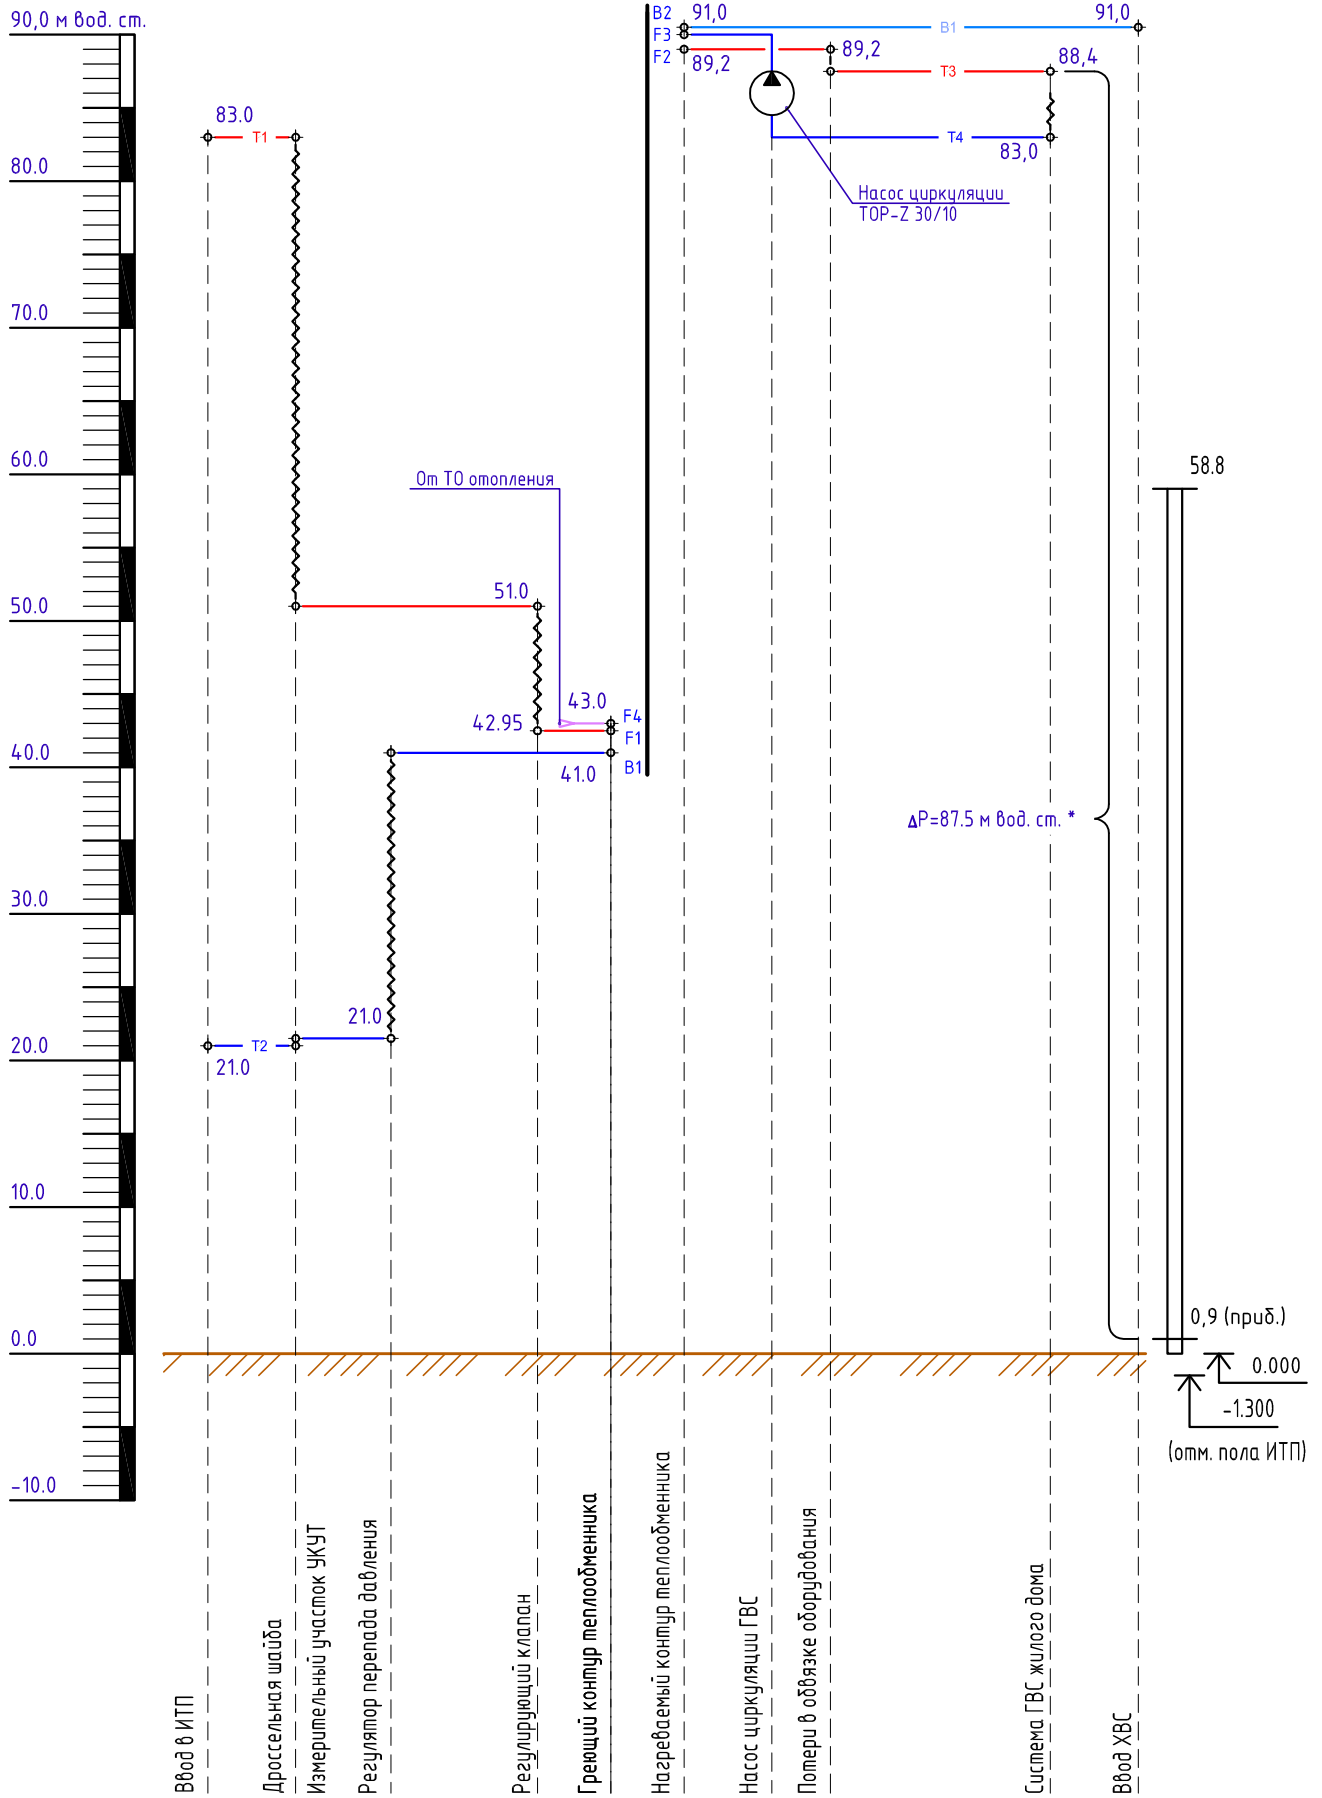 90,0 м вод. ст.
80.0
70.0
60.0
50.0
40.0
30.0
20.0
10.0
0.0
-10.0
83.0
T1
51.0
От ТО отопления
43.0
42.95
F4
F1
41.0
B1
21.0
T2
21.0
B2
91,0
B1
91,0
F3
F2
89,2
89,2
T3
88,4
T4
83,0
Насос циркуляции
TOP-Z 30/10
58.8
ΔP=87.5 м вод. ст. *
0,9 (приб.)
0.000
-1.300
(отм. пола ИТП)
Ввод в ИТП
Дроссельная шайба
Измерительный участок УКУТ
Регулятор перепада давления
Регулирующий клапан
Греющий контур теплообменника
Нагреваемый контур теплообменника
Насос циркуляции ГВС
Потери в обвязке оборудования
Система ГВС жилого дома
Ввод ХВС